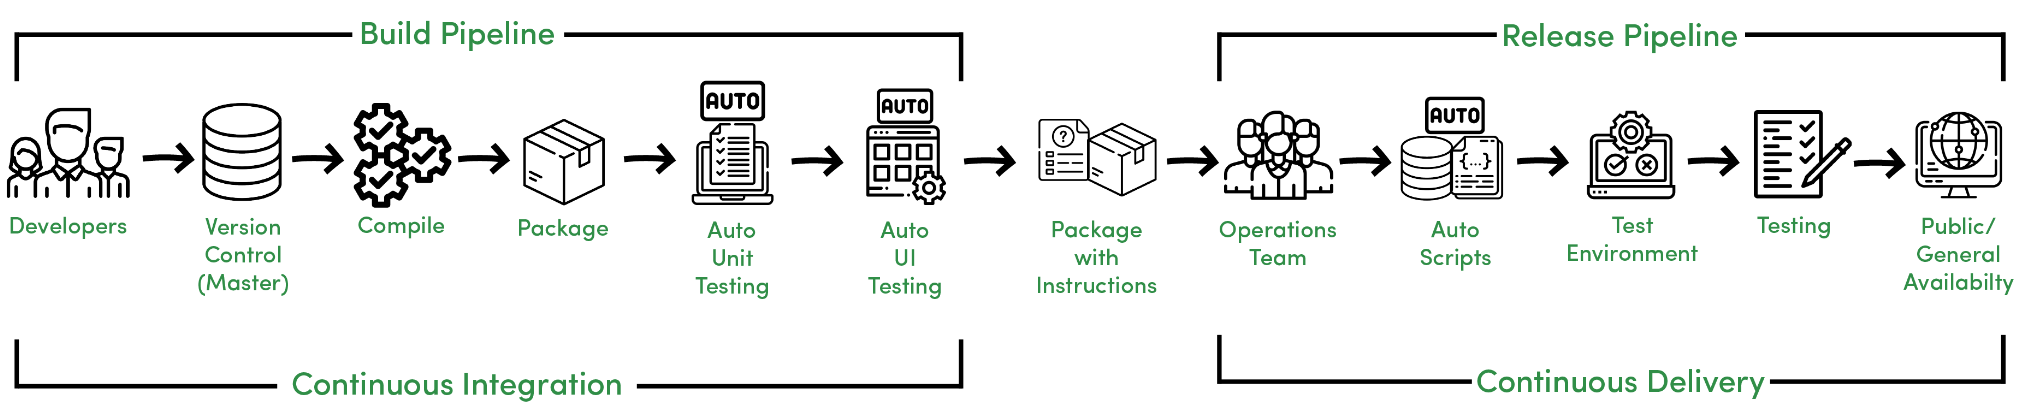 Build Pipeline
Release Pipeline
AUTO
AUTO
AUTO
?
{...}
Developers
Version
Control
(Master)
Compile
Package
Auto
Unit
Testing
Auto
UI
Testing
Package
with
Instructions
Operations
Team
Auto
Scripts
Test
Environment
Testing
Public/
General
Availabilty
Continuous Integration
Continuous Delivery